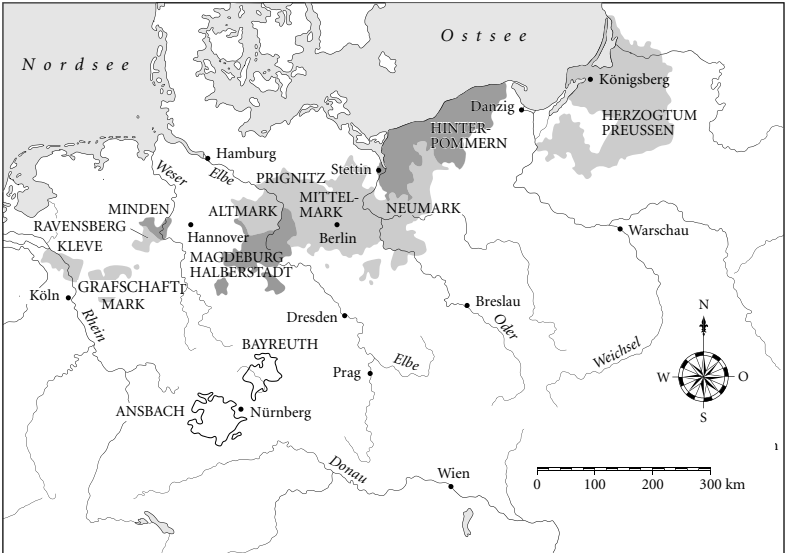 Nordsee
Ostsee
Königsberg
Danzig
HERZOGTUM
PREUSSEN
HINTER-
POMMERN
Hamburg
Weser
Elbe
Stettin
PRIGNITZ
MITTEL-
MARK
NEUMARK
MINDEN
ALTMARK
RAVENSBERG
Hannover
Berlin
Warschau
KLEVE
MAGDEBURG
HALBERSTADT
GRAFSCHAFT
MARK
Köln
Rhein
Dresden
Breslau
Oder
N
BAYREUTH
Prag
Elbe
Weichsel
W
O
S
ANSBACH
Nürnberg
Donau
Wien
0 100 200 300 km